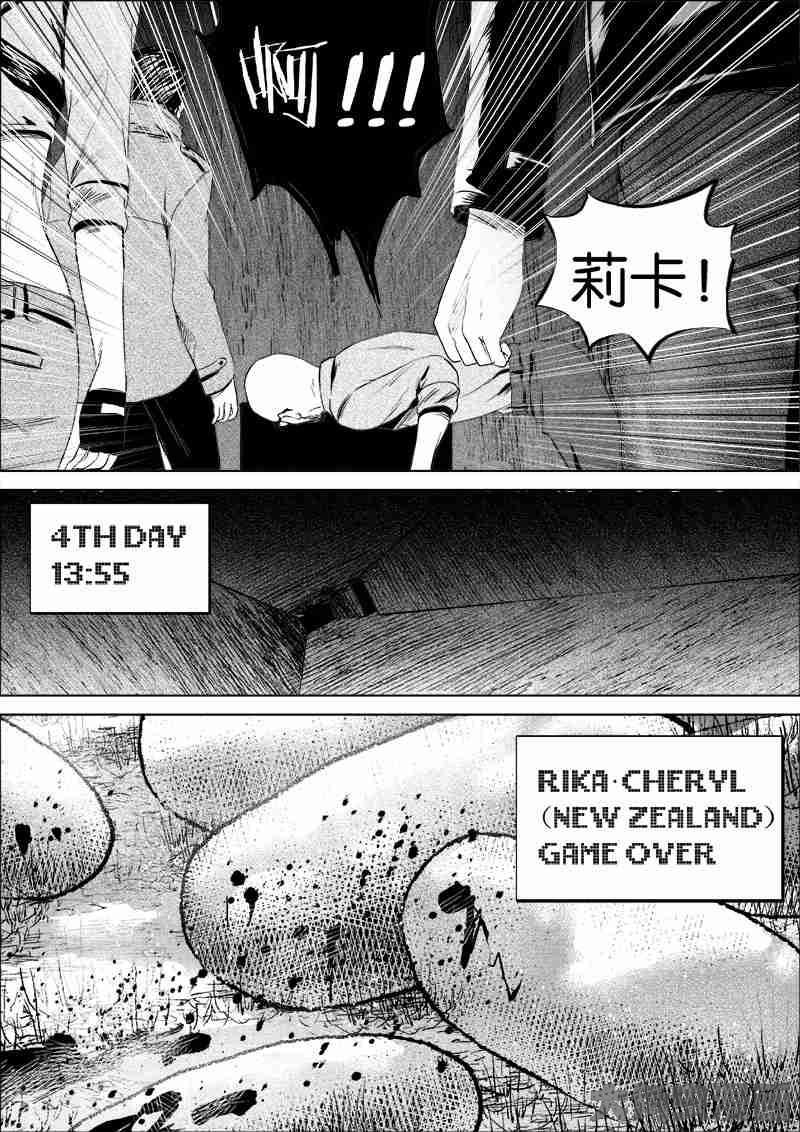 啊!!!
莉卡!
4TH DAY
13:55
RIKA·CHERYL
(NEW ZEALAND)
GAME OVER